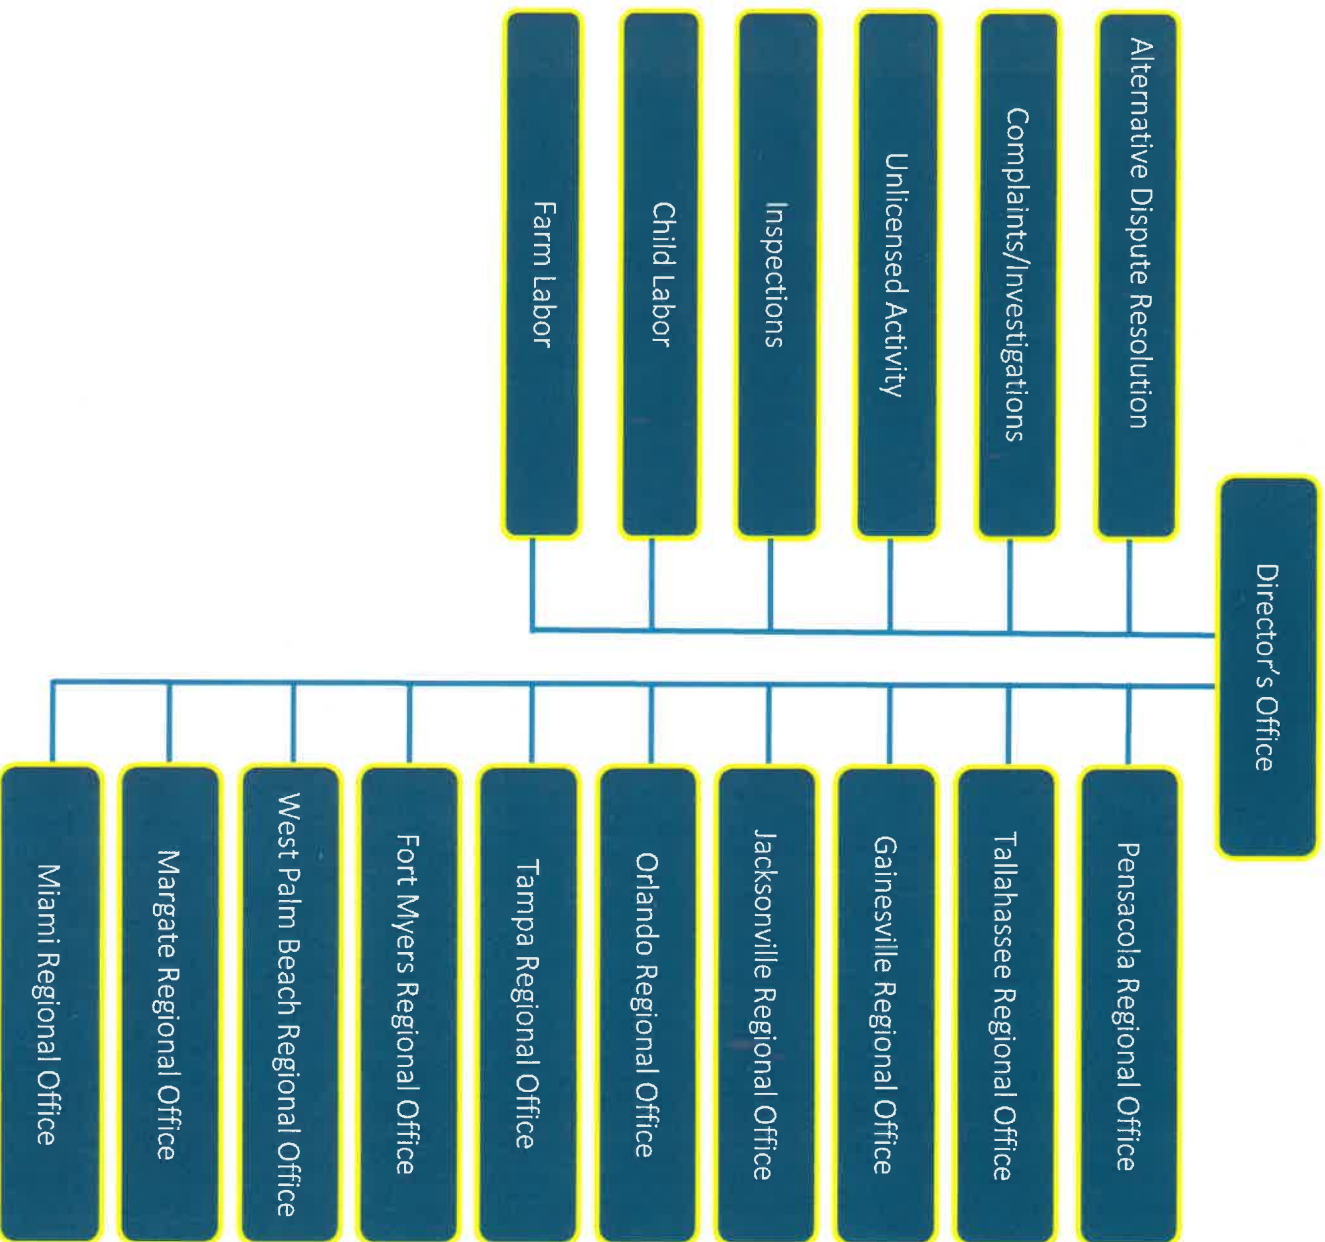 Director's Office
Alternative Dispute Resolution
Complaints/Investigations
Unlicensed Activity
Inspections
Child Labor
Farm Labor
Pensacola Regional Office
Tallahassee Regional Office
Gainesville Regional Office
Jacksonville Regional Office
Orlando Regional Office
Tampa Regional Office
Fort Myers Regional Office
West Palm Beach Regional Office
Margate Regional Office
Miami Regional Office